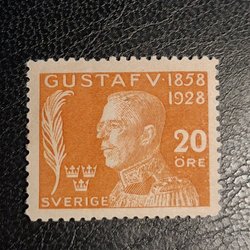 GUSTAF V · 1858
1928
20
ÖRE
SVERIGE